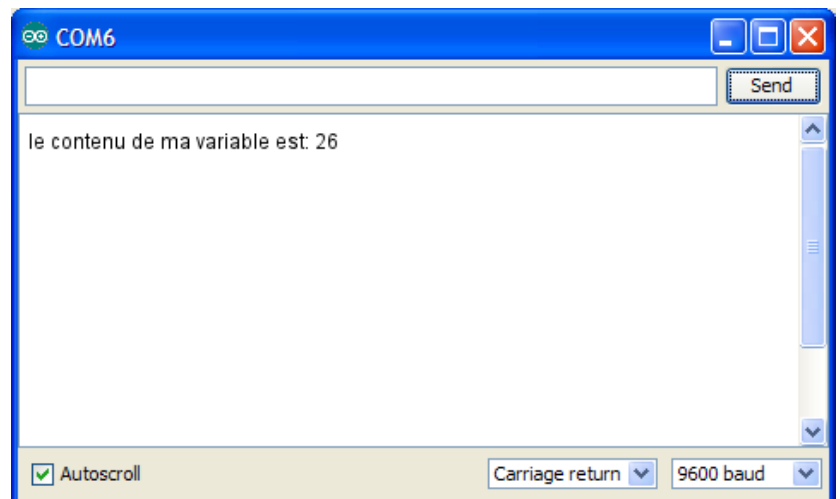 COM6
Send
le contenu de ma variable est: 26
Autoscroll
Carriage return
9600 baud